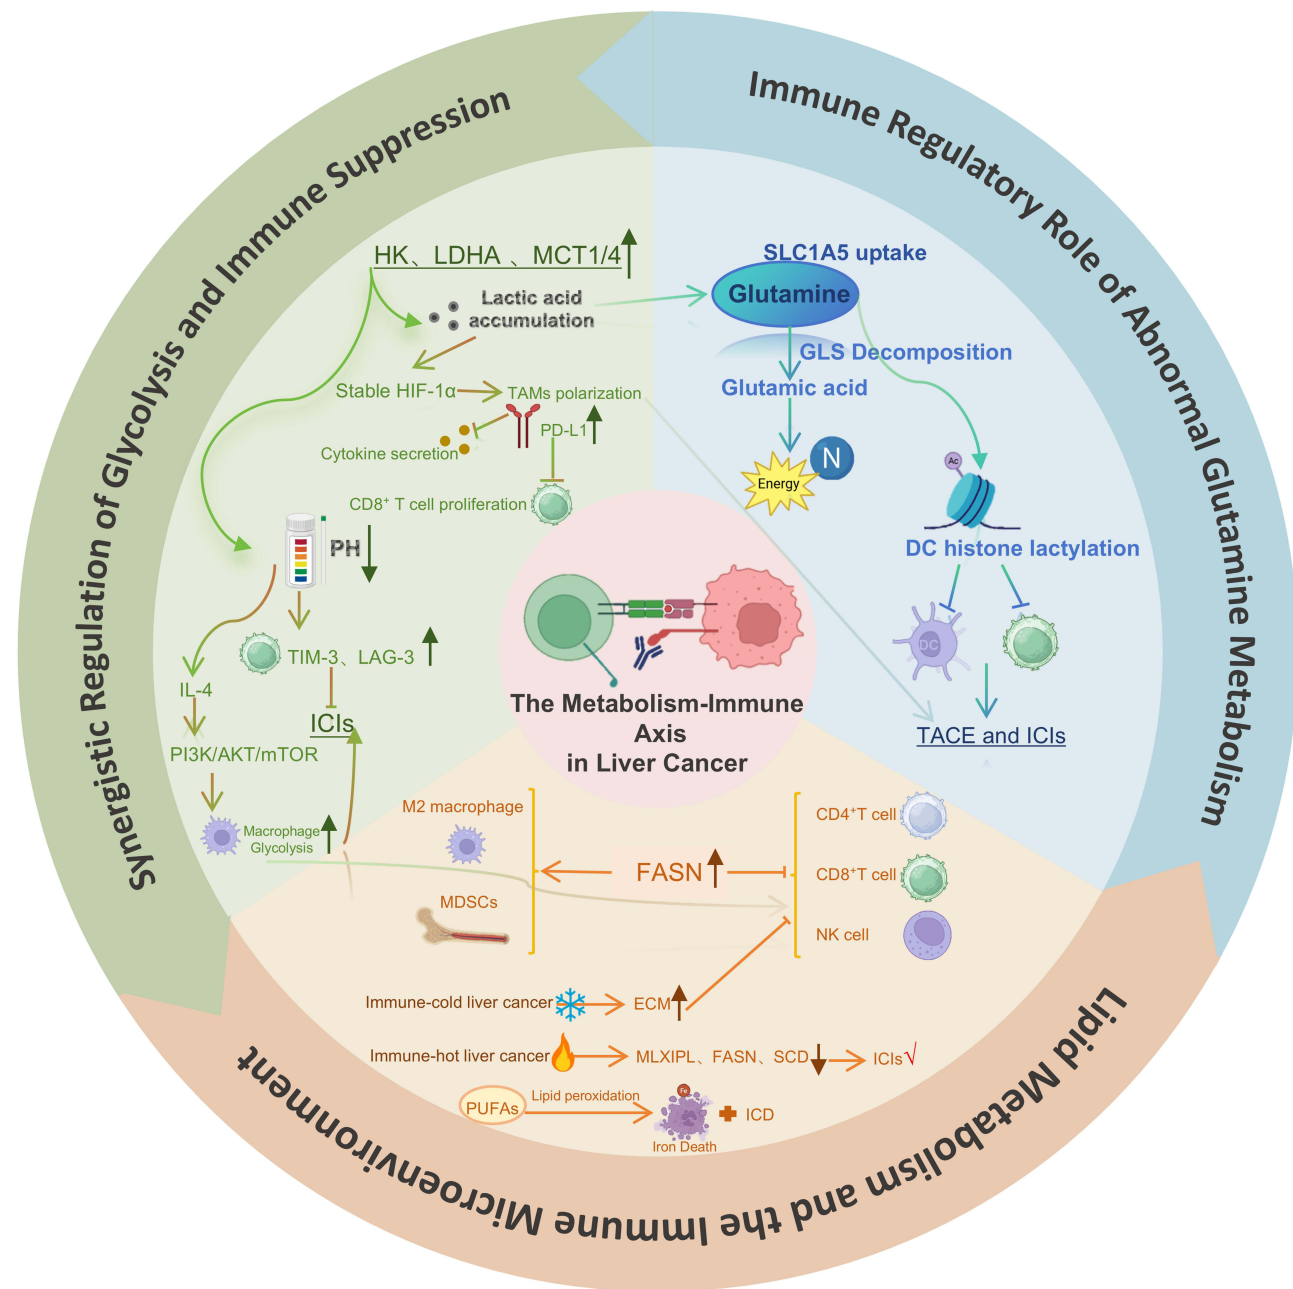 Synergistic Regulation of Glycolysis and Immune Suppression
Immune Regulatory Role of Abnormal Glutamine Metabolism
Lipid Metabolism and the Immune Microenvironment
HK、LDHA 、MCT1/4
Lactic acid
accumulation
Stable HIF-1α
TAMs polarization
PD-L1
Cytokine secretion
CD8⁺ T cell proliferation
PH
TIM-3、LAG-3
IL-4
ICIs
PI3K/AKT/mTOR
Macrophage
Glycolysis
SLC1A5 uptake
Glutamine
GLS Decomposition
Glutamic acid
N
Energy
Ac
DC histone lactylation
DC
TACE and ICIs
The Metabolism-Immune
Axis
in Liver Cancer
M2 macrophage
MDSCs
FASN
CD4⁺T cell
CD8⁺T cell
NK cell
Immune-cold liver cancer
ECM
Immune-hot liver cancer
MLXIPL、FASN、SCD
ICIs√
PUFAs
Lipid peroxidation
Fe
Iron Death
ICD